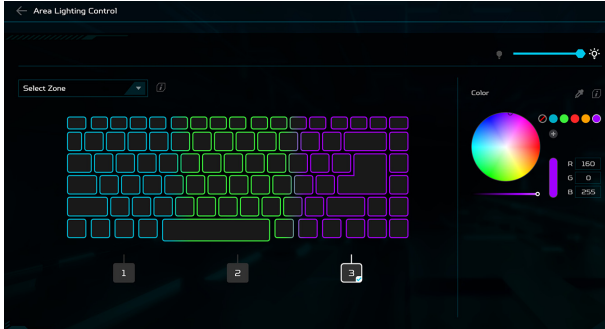 Area Lighting Control
Select Zone
Color
R 160
G 0
B 255
1
2
3